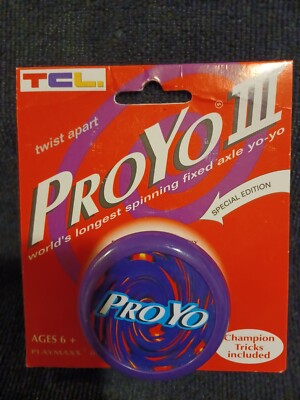 TCL.
twist apart
PROYO III
®
world's longest spinning fixed axle yo-yo
SPECIAL EDITION
PROYO
AGES 6 +
PLAYMAXX
Champion
Tricks
included